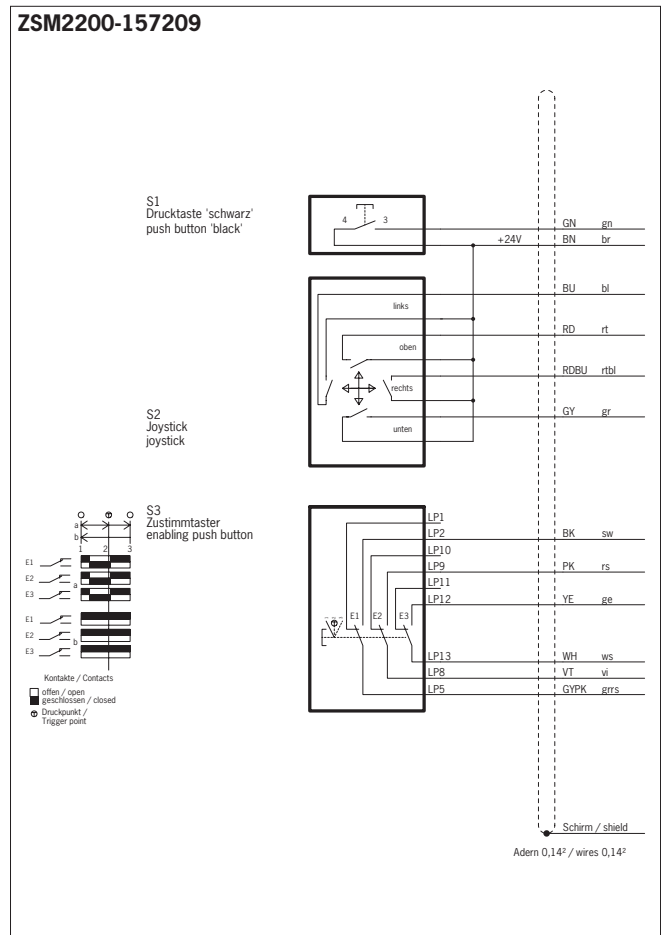 ZSM2200-157209
S1
Drucktaste 'schwarz'
push button 'black'
4 3
GN gn
+24V BN br
BU bl
links
RD rt
oben
RDBU rtbl
rechts
GY gr
unten
S2
Joystick
joystick
S3
Zustimmtaster
enabling push button
a
b
1 2 3
E1
E2
a
E3
E1
E2
b
E3
Kontakte / Contacts
offen / open
geschlossen / closed
Druckpunkt /
Trigger point
LP1
LP2 BK sw
LP10
LP9 PK rs
LP11
LP12 YE ge
E1 E2 E3
LP13 WH ws
LP8 VT vi
LP5 GYPK grrs
Schirm / shield
Adern 0,14² / wires 0,14²